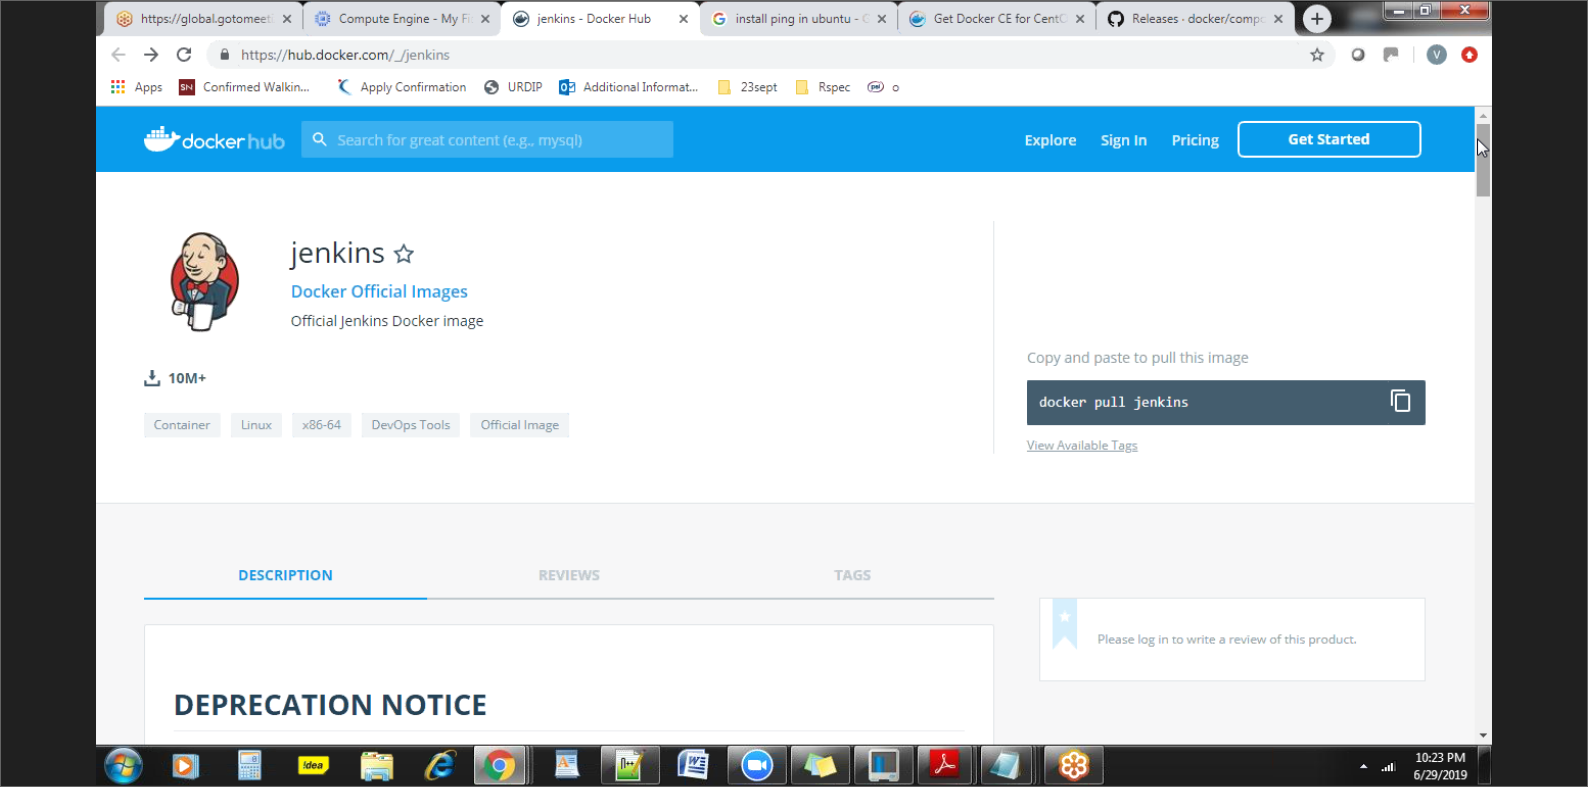 https://global.gotomeeti
Compute Engine - My Fi
jenkins - Docker Hub
install ping in ubuntu - G
Get Docker CE for CentO
Releases · docker/compo
https://hub.docker.com/_/jenkins
V
Apps
SN
Confirmed Walkin...
Apply Confirmation
URDIP
Additional Informat...
23sept
Rspec
o
docker hub
Search for great content (e.g., mysql)
Explore
Sign In
Pricing
Get Started
jenkins
Docker Official Images
Official Jenkins Docker image
10M+
Container
Linux
x86-64
DevOps Tools
Official Image
Copy and paste to pull this image
docker pull jenkins
View Available Tags
DESCRIPTION
REVIEWS
TAGS
Please log in to write a review of this product.
DEPRECATION NOTICE
!dea
10:23 PM
6/29/2019